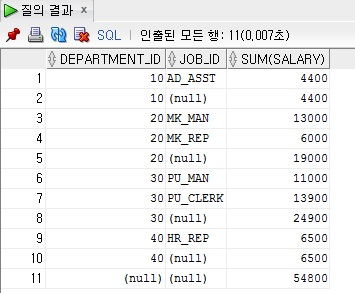 질의 결과 x
SQL | 인출된 모든 행: 11(0,007초)
DEPARTMENT_ID JOB_ID SUM(SALARY)
1 10 AD_ASST 4400
2 10 (null) 4400
3 20 MK_MAN 13000
4 20 MK_REP 6000
5 20 (null) 19000
6 30 PU_MAN 11000
7 30 PU_CLERK 13900
8 30 (null) 24900
9 40 HR_REP 6500
10 40 (null) 6500
11 (null) (null) 54800